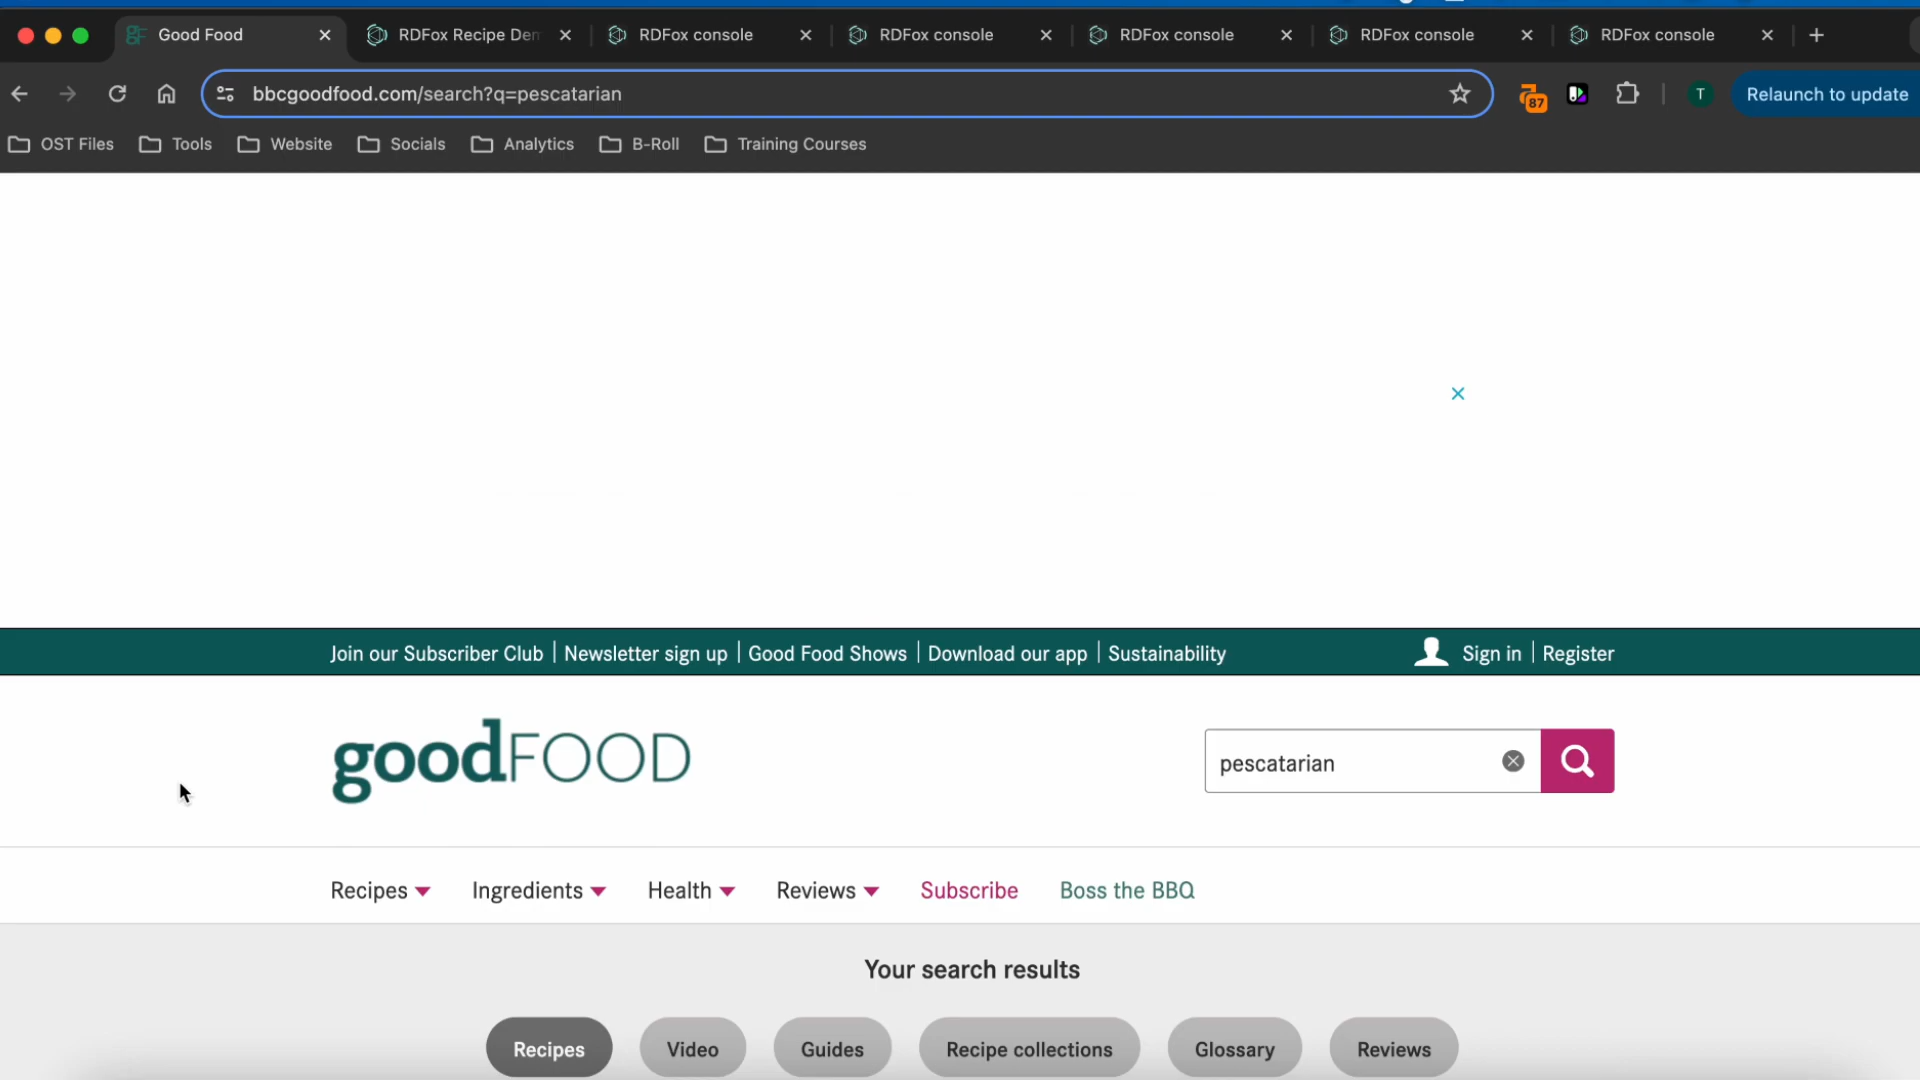 Good Food
RDFox Recipe Den
RDFox console
RDFox console
RDFox console
RDFox console
RDFox console
bbcgoodfood.com/search?q=pescatarian
87
T
Relaunch to update
OST Files
Tools
Website
Socials
Analytics
B-Roll
Training Courses
Join our Subscriber Club | Newsletter sign up | Good Food Shows | Download our app | Sustainability
Sign in | Register
goodFOOD
pescatarian
Recipes
Ingredients
Health
Reviews
Subscribe
Boss the BBQ
Your search results
Recipes
Video
Guides
Recipe collections
Glossary
Reviews